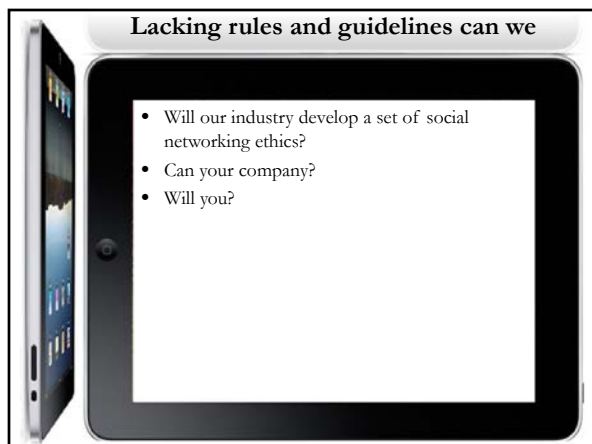 Lacking rules and guidelines can we
• Will our industry develop a set of social
networking ethics?
• Can your company?
• Will you?